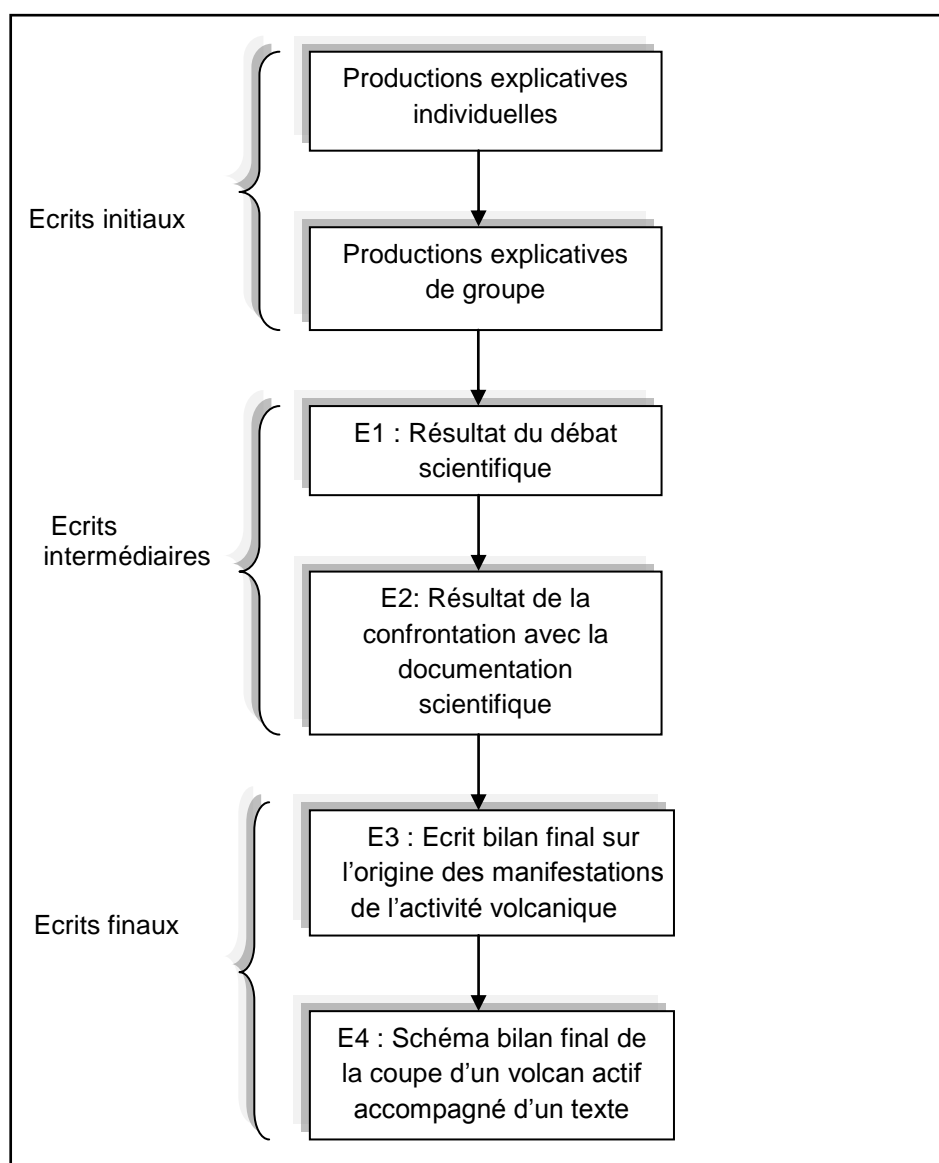 Productions explicatives
individuelles
Ecrits initiaux
Productions explicatives
de groupe
E1 : Résultat du débat
scientifique
Ecrits
intermédiaires
E2: Résultat de la
confrontation avec la
documentation
scientifique
E3 : Ecrit bilan final sur
l’origine des manifestations
de l’activité volcanique
Ecrits finaux
E4 : Schéma bilan final de
la coupe d’un volcan actif
accompagné d’un texte